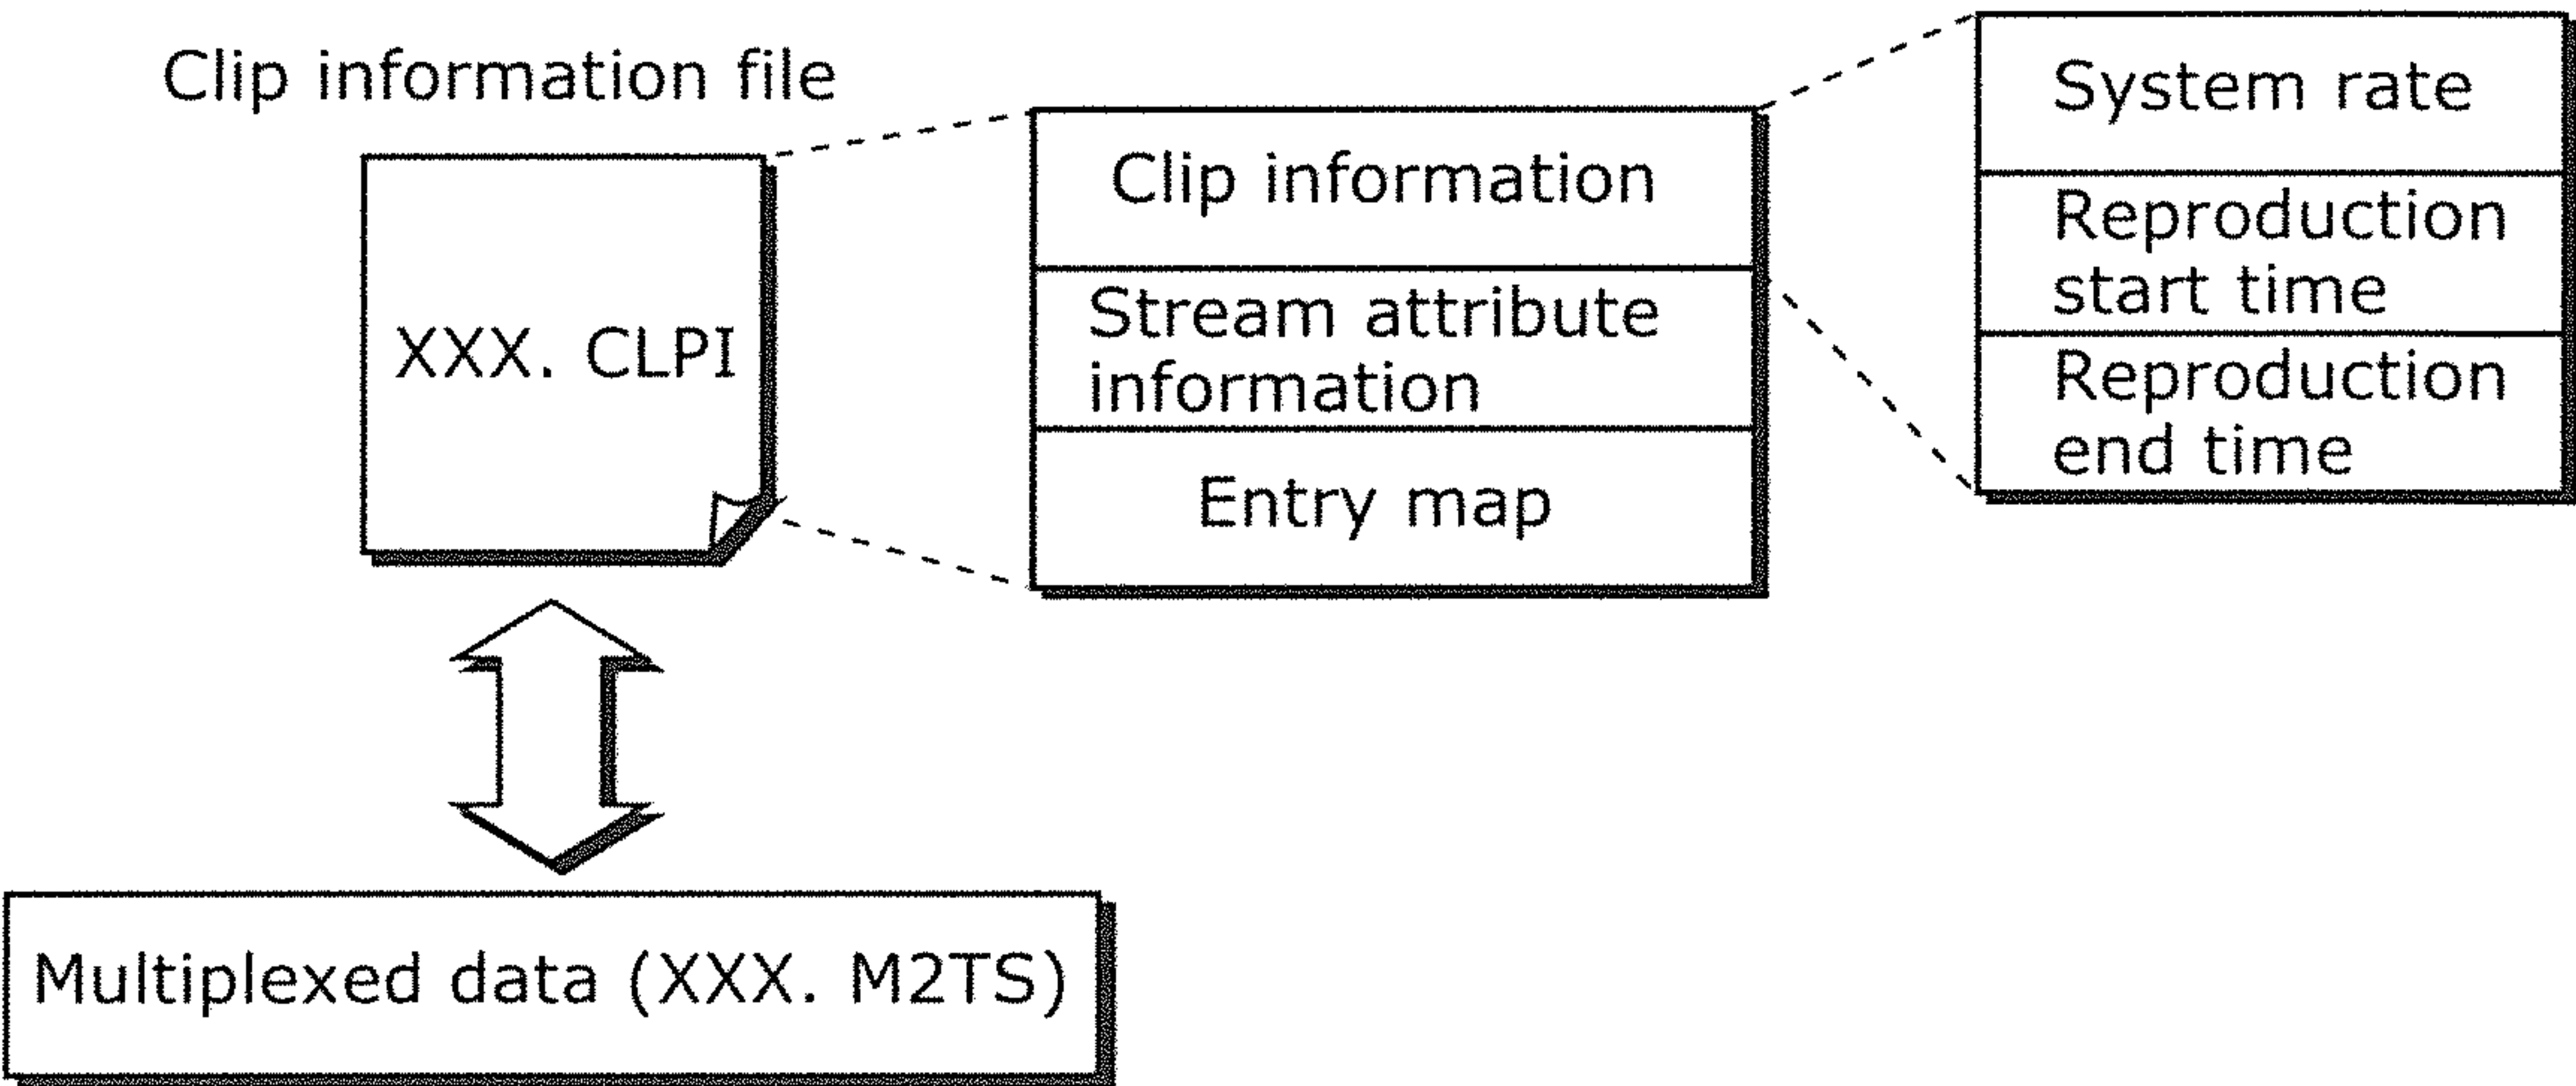 Clip information file
XXX. CLPI
Clip information
Stream attribute
information
Entry map
System rate
Reproduction
start time
Reproduction
end time
Multiplexed data (XXX. M2TS)